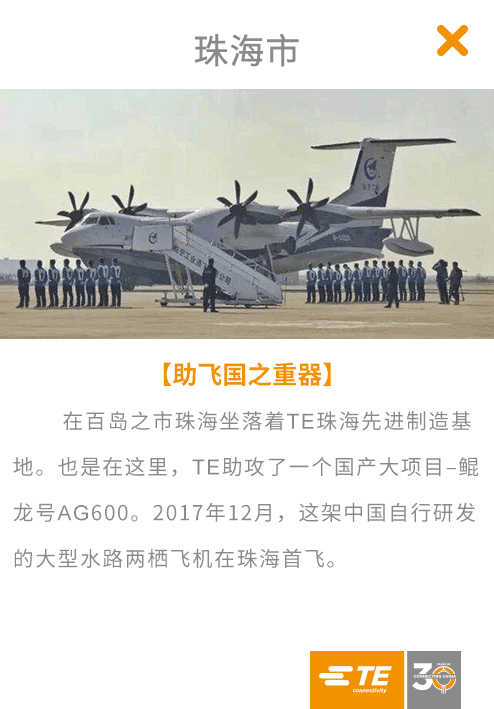 珠海市
【助飞国之重器】
在百岛之市珠海坐落着TE珠海先进制造基
地。也是在这里，TE助攻了一个国产大项目–鲲
龙号AG600。2017年12月，这架中国自行研发
的大型水路两栖飞机在珠海首飞。
TE
connectivity
30
YEARS OF
CONNECTING CHINA